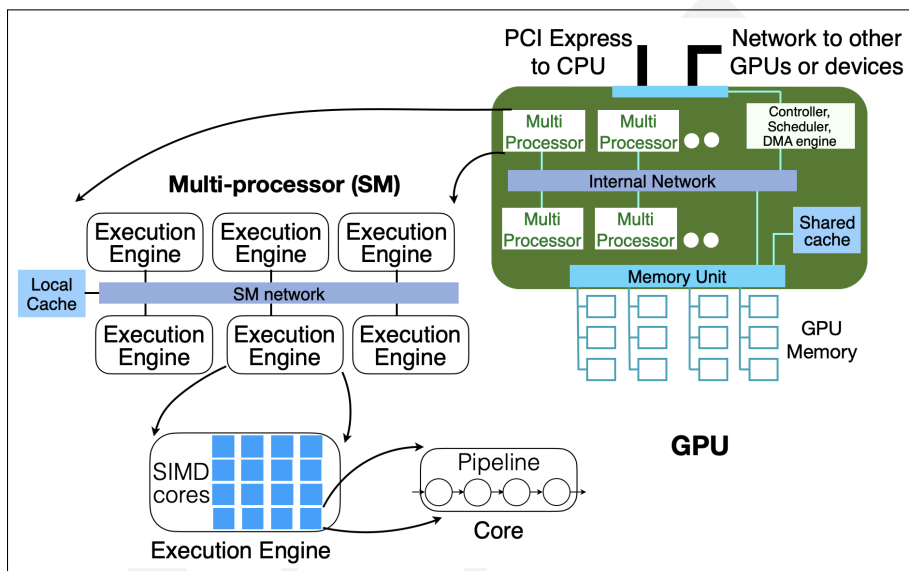 PCI Express
to CPU
Network to other
GPUs or devices
Multi
Processor
Multi
Processor
Controller,
Scheduler,
DMA engine
Internal Network
Multi
Processor
Multi
Processor
Shared
cache
Memory Unit
GPU
Memory
GPU
Multi-processor (SM)
Execution
Engine
Execution
Engine
Execution
Engine
Local
Cache
SM network
Execution
Engine
Execution
Engine
Execution
Engine
SIMD
cores
Execution Engine
Pipeline
Core